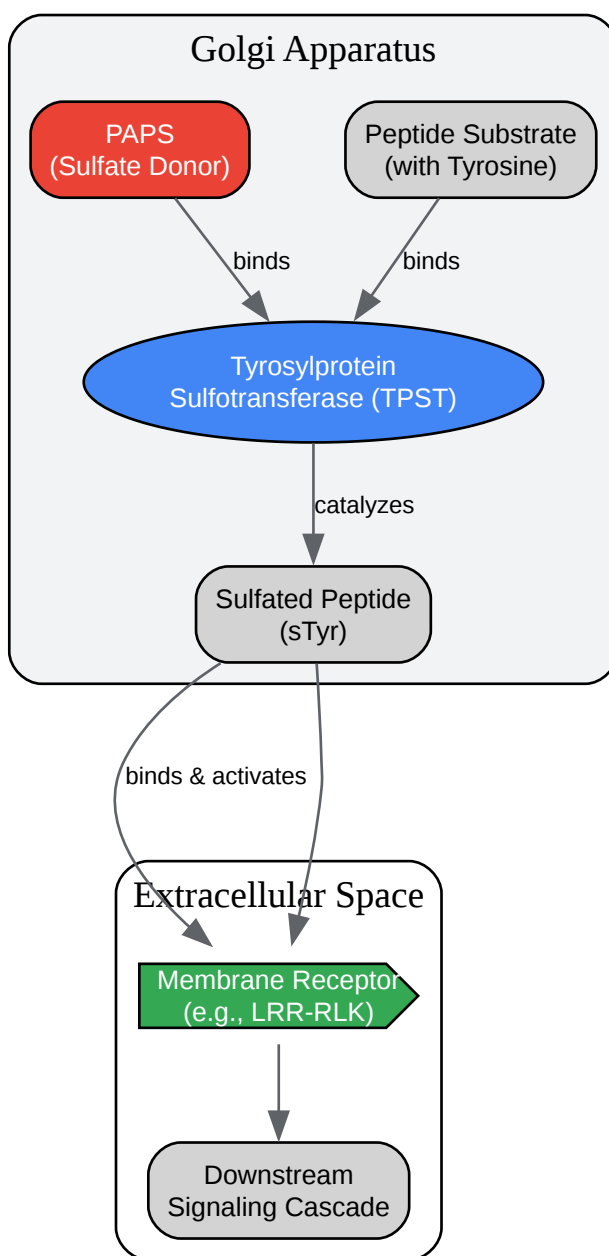 Golgi Apparatus
PAPS
(Sulfate Donor)
Peptide Substrate
(with Tyrosine)
binds
binds
Tyrosylprotein
Sulfotransferase (TPST)
catalyzes
Sulfated Peptide
(sTyr)
binds & activates
Extracellular Space
Membrane Receptor
(e.g., LRR-RLK)
Downstream
Signaling Cascade